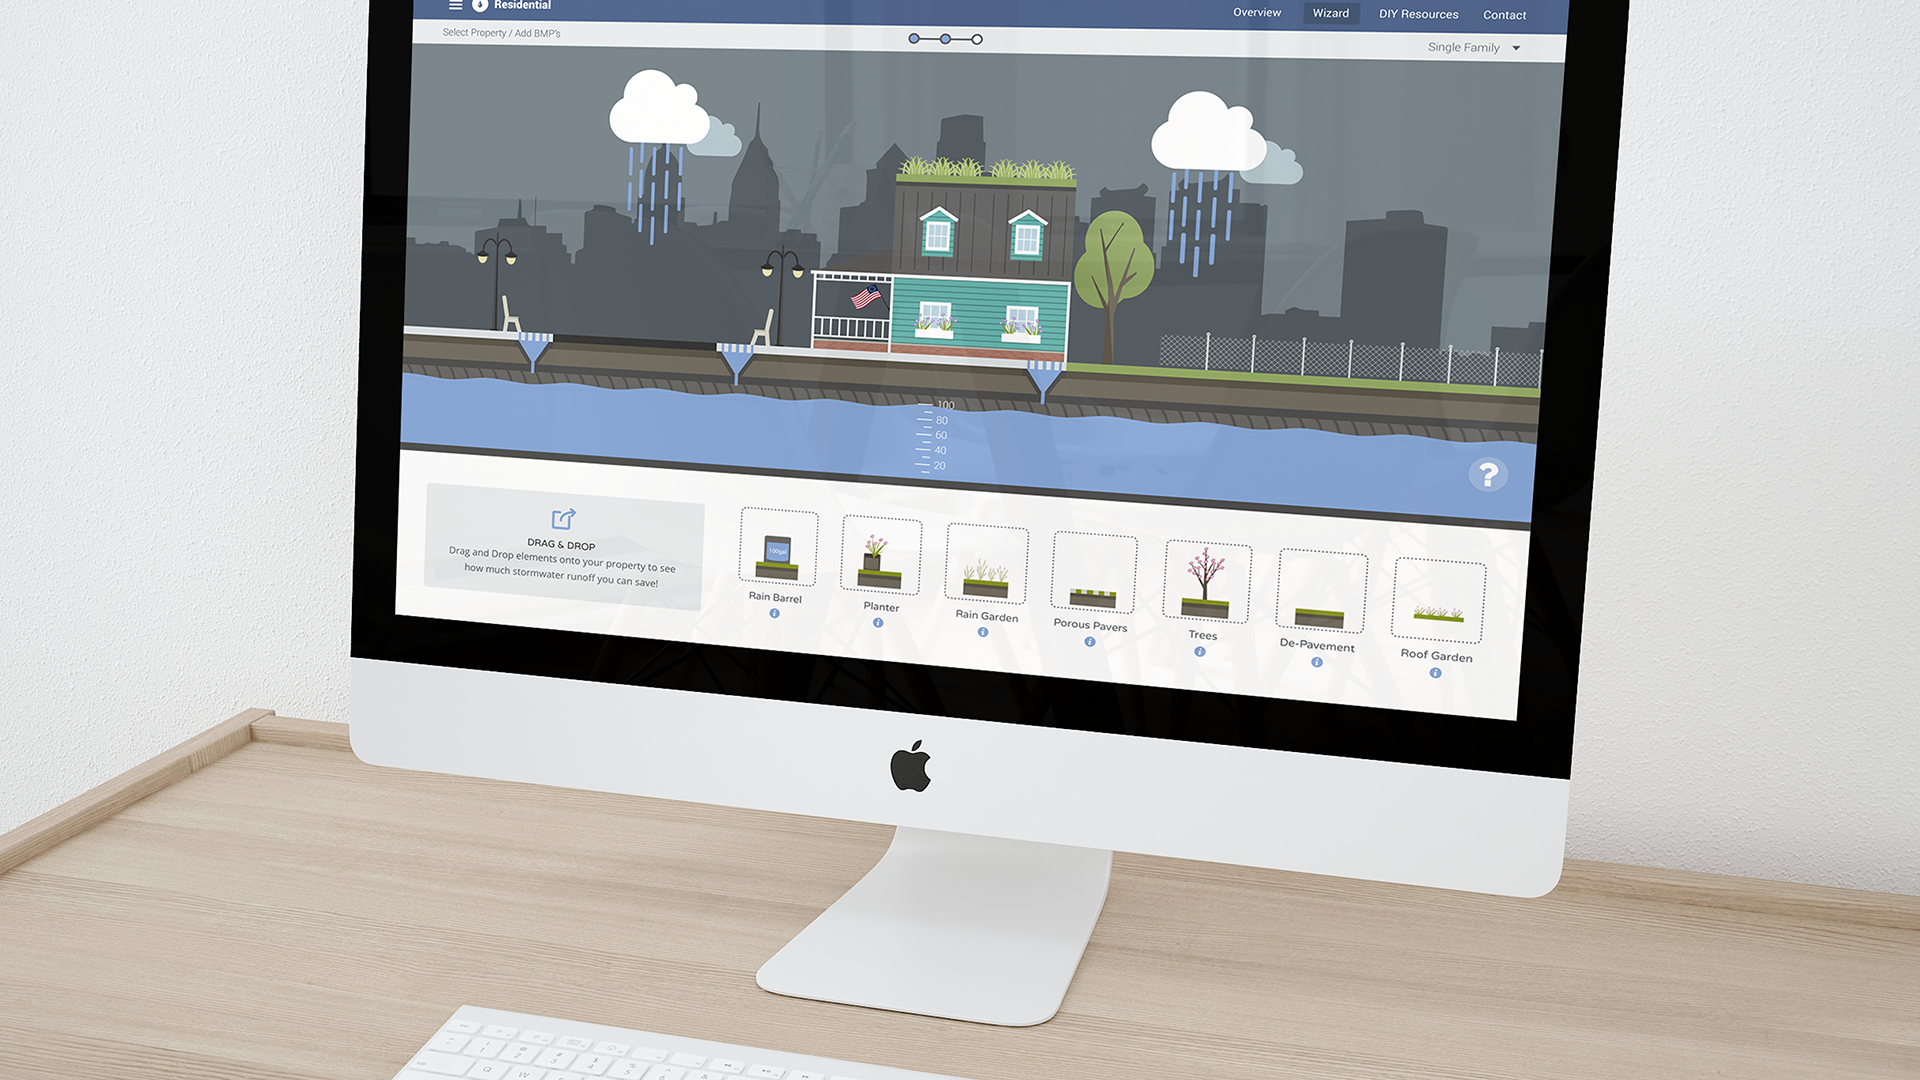 Residential
Overview
Wizard
DIY Resources
Contact
Select Property / Add BMP's
Single Family
100
80
60
40
20
?
DRAG & DROP
Drag and Drop elements onto your property to see
how much stormwater runoff you can save!
100gal
Rain Barrel
Planter
Rain Garden
Porous Pavers
Trees
De-Pavement
Roof Garden
i
i
i
i
i
i
i
Q
W